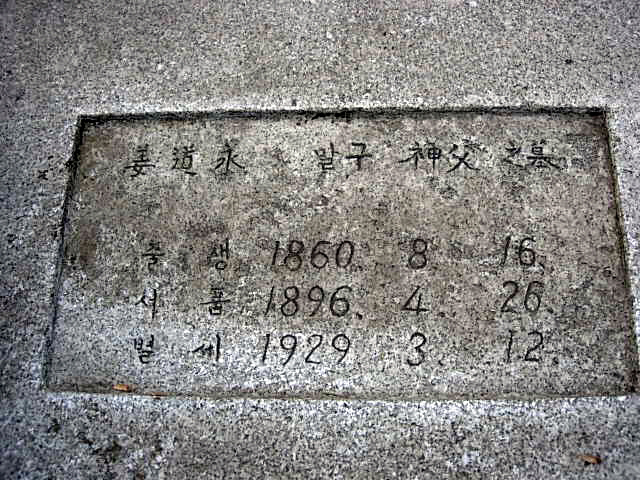 姜道永 말구 神父 之墓
출생 1860. 8. 16.
서품 1896. 4. 26.
별세 1929. 3. 12.